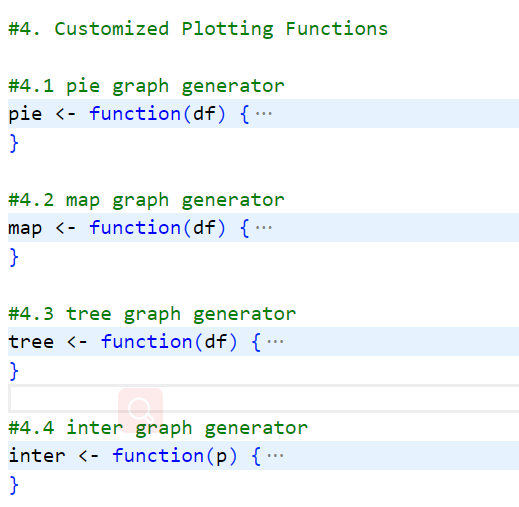 #4. Customized Plotting Functions
#4.1 pie graph generator
pie <- function(df) {···
}
#4.2 map graph generator
map <- function(df) {···
}
#4.3 tree graph generator
tree <- function(df) {···
}
#4.4 inter graph generator
inter <- function(p) {···
}